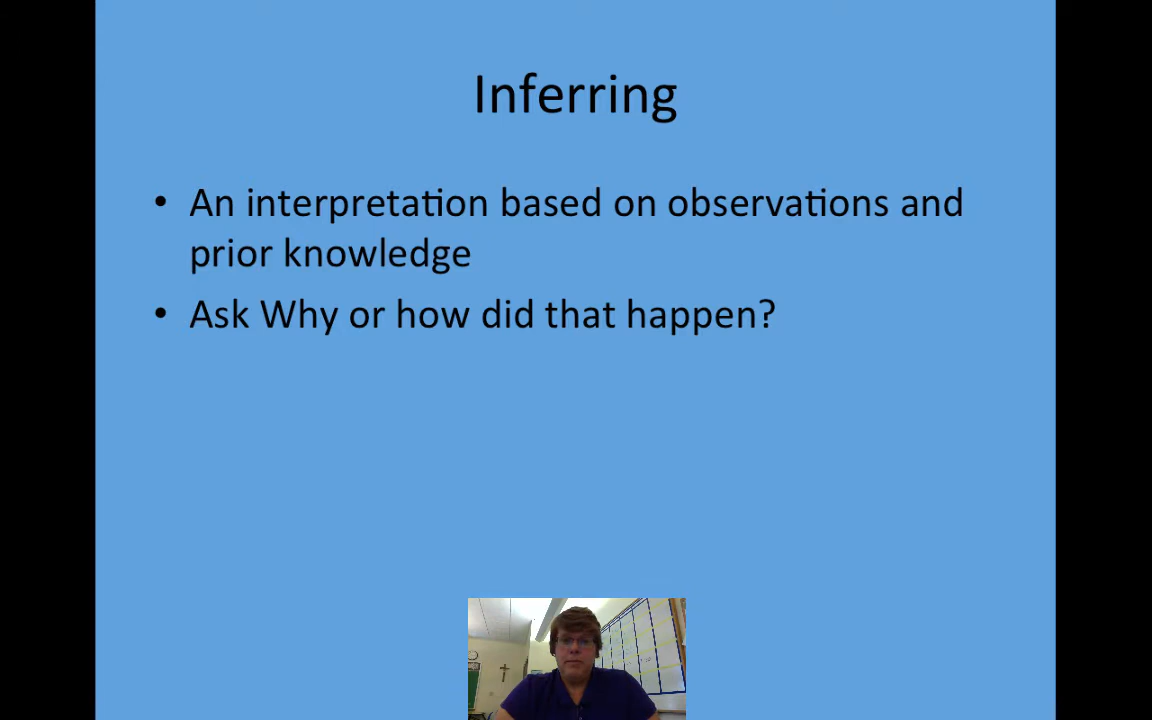 Inferring
• An interpretation based on observations and
prior knowledge
• Ask Why or how did that happen?